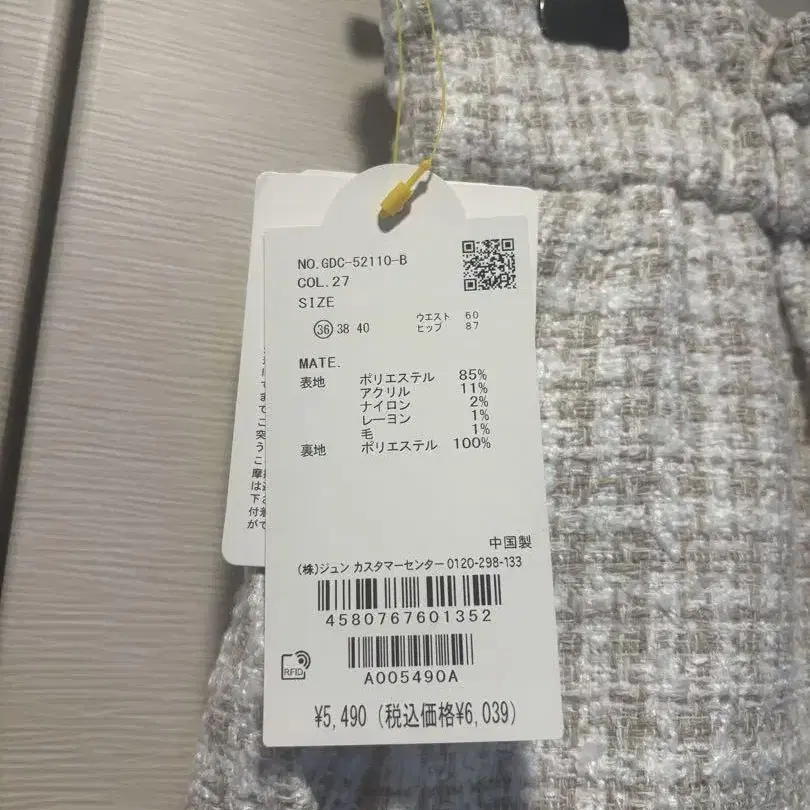 NO.GDC-52110-B
COL.27
SIZE
36 38 40
ウエスト 60
ヒップ 87
MATE.
表地 ポリエステル 85%
アクリル 11%
ナイロン 2%
レーヨン 1%
毛 1%
裏地 ポリエステル 100%
中国製
(株)ジュン カスタマーセンター 0120-298-133
4580767601352
A005490A
RFID
¥5,490 (税込価格¥6,039)